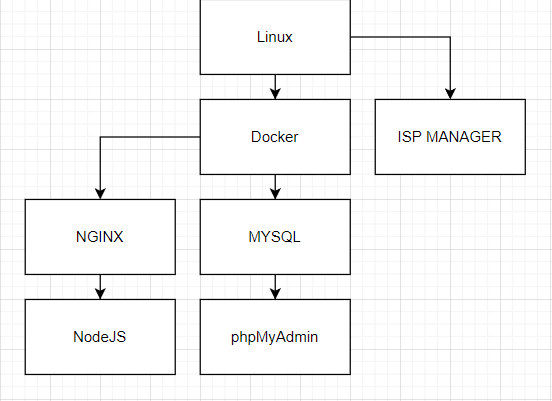 Linux
Docker
ISP MANAGER
NGINX
MYSQL
NodeJS
phpMyAdmin